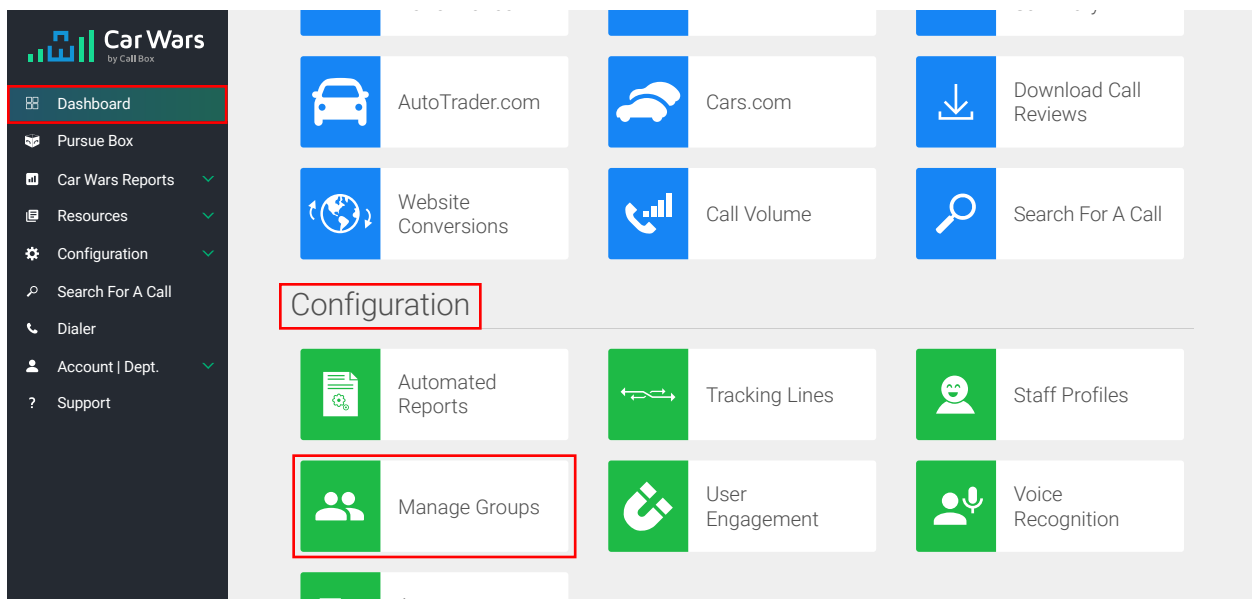 Car Wars
by Call Box
Dashboard
Pursue Box
Car Wars Reports
Resources
Configuration
Search For A Call
Dialer
Account | Dept.
? Support
AutoTrader.com
Cars.com
Download Call
Reviews
Website
Conversions
Call Volume
Search For A Call
Configuration
Automated
Reports
Tracking Lines
Staff Profiles
Manage Groups
User
Engagement
Voice
Recognition